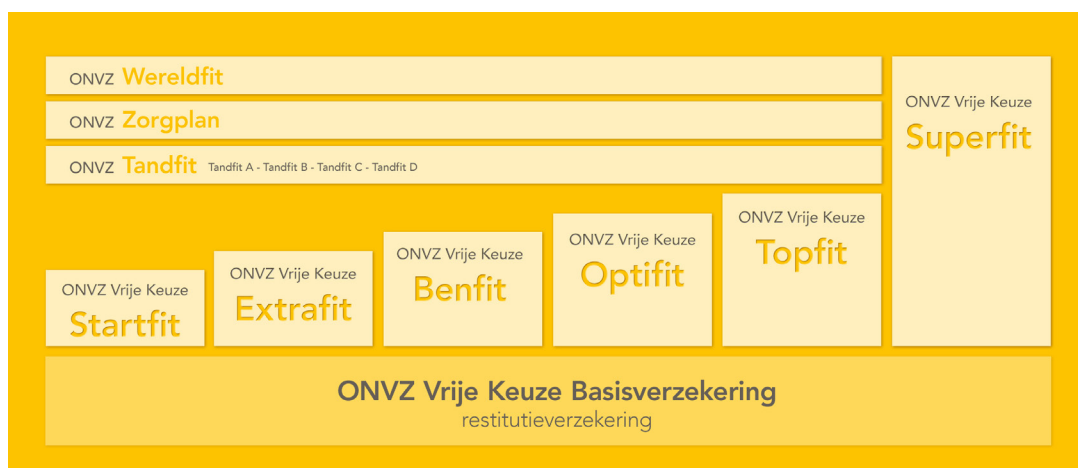 ONVZ Wereldfit
ONVZ Zorgplan
ONVZ Tandfit Tandfit A - Tandfit B - Tandfit C - Tandfit D
ONVZ Vrije Keuze
Startfit
ONVZ Vrije Keuze
Extrafit
ONVZ Vrije Keuze
Benfit
ONVZ Vrije Keuze
Optifit
ONVZ Vrije Keuze
Topfit
ONVZ Vrije Keuze
Superfit
ONVZ Vrije Keuze Basisverzekering
restitutieverzekering